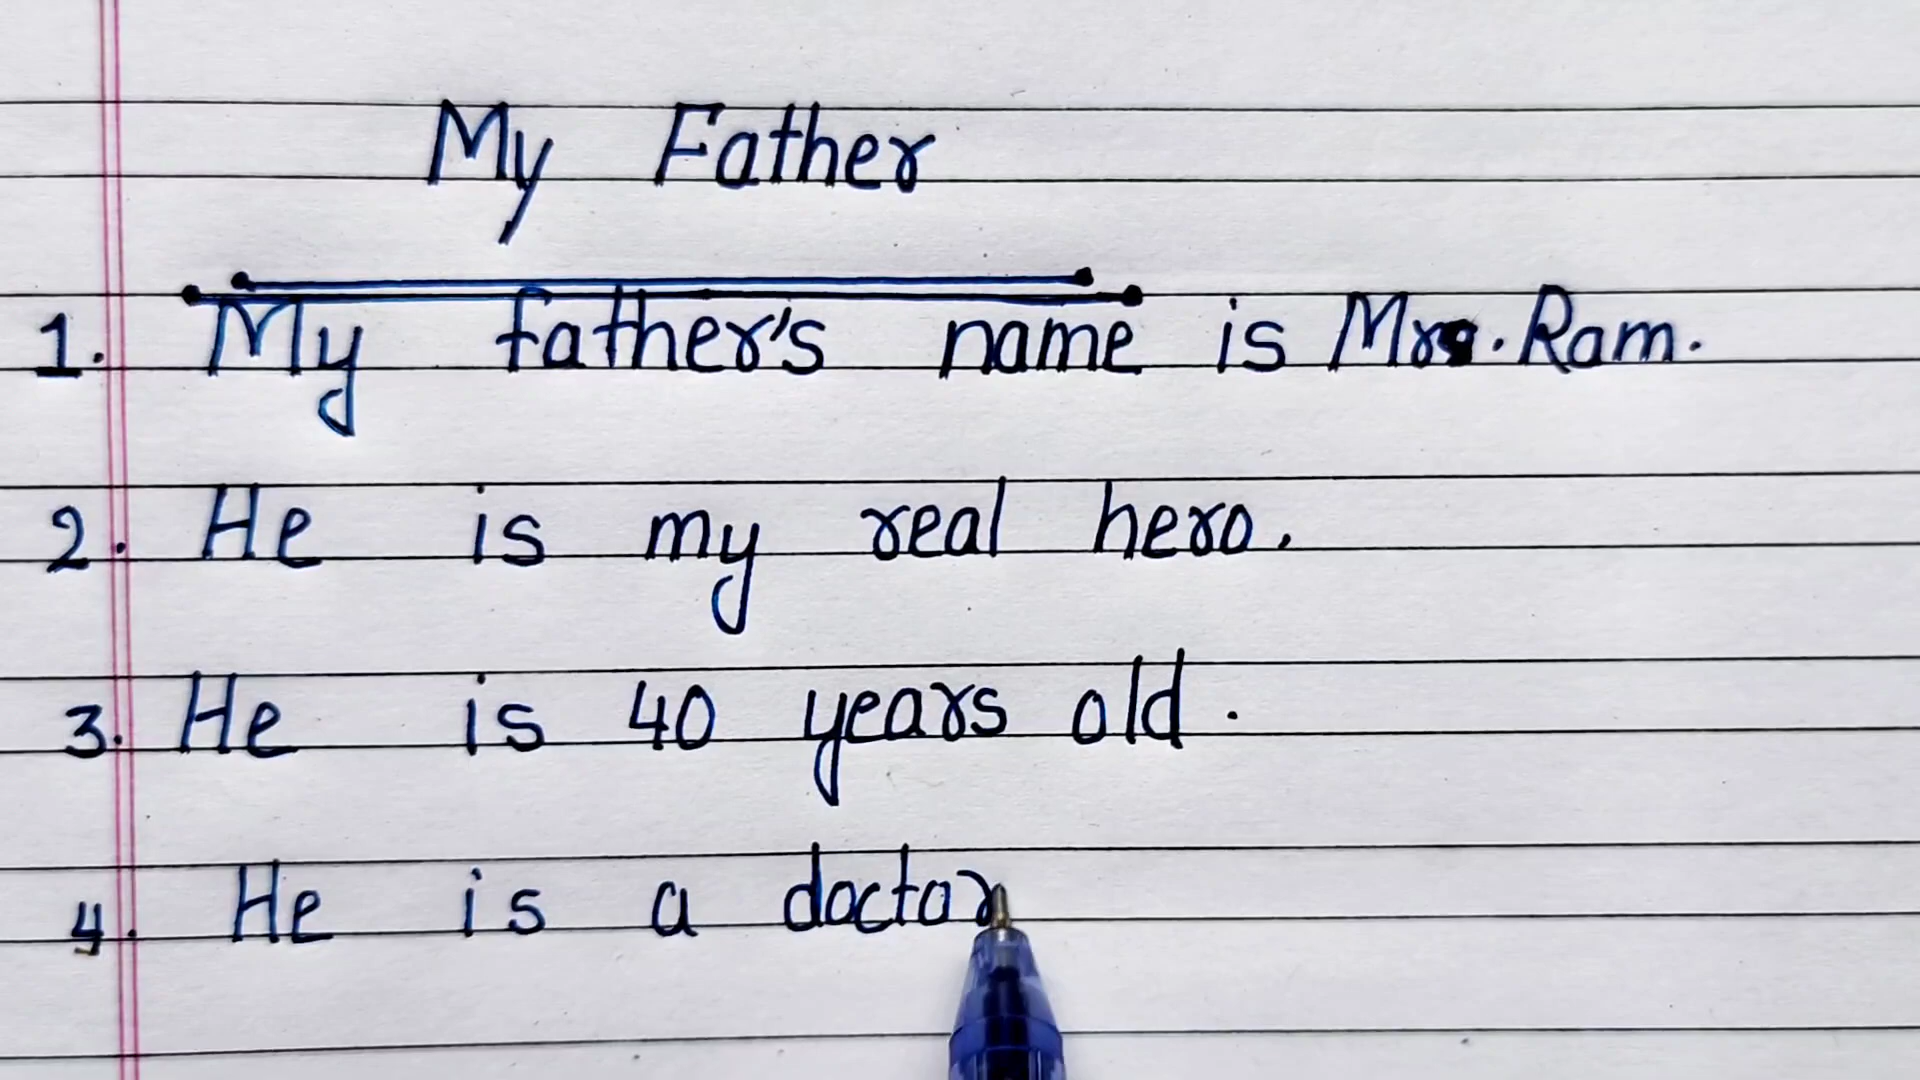 My Father
1. My father's name is Mr. Ram.
2. He is my real hero.
3. He is 40 years old.
4. He is a doctor